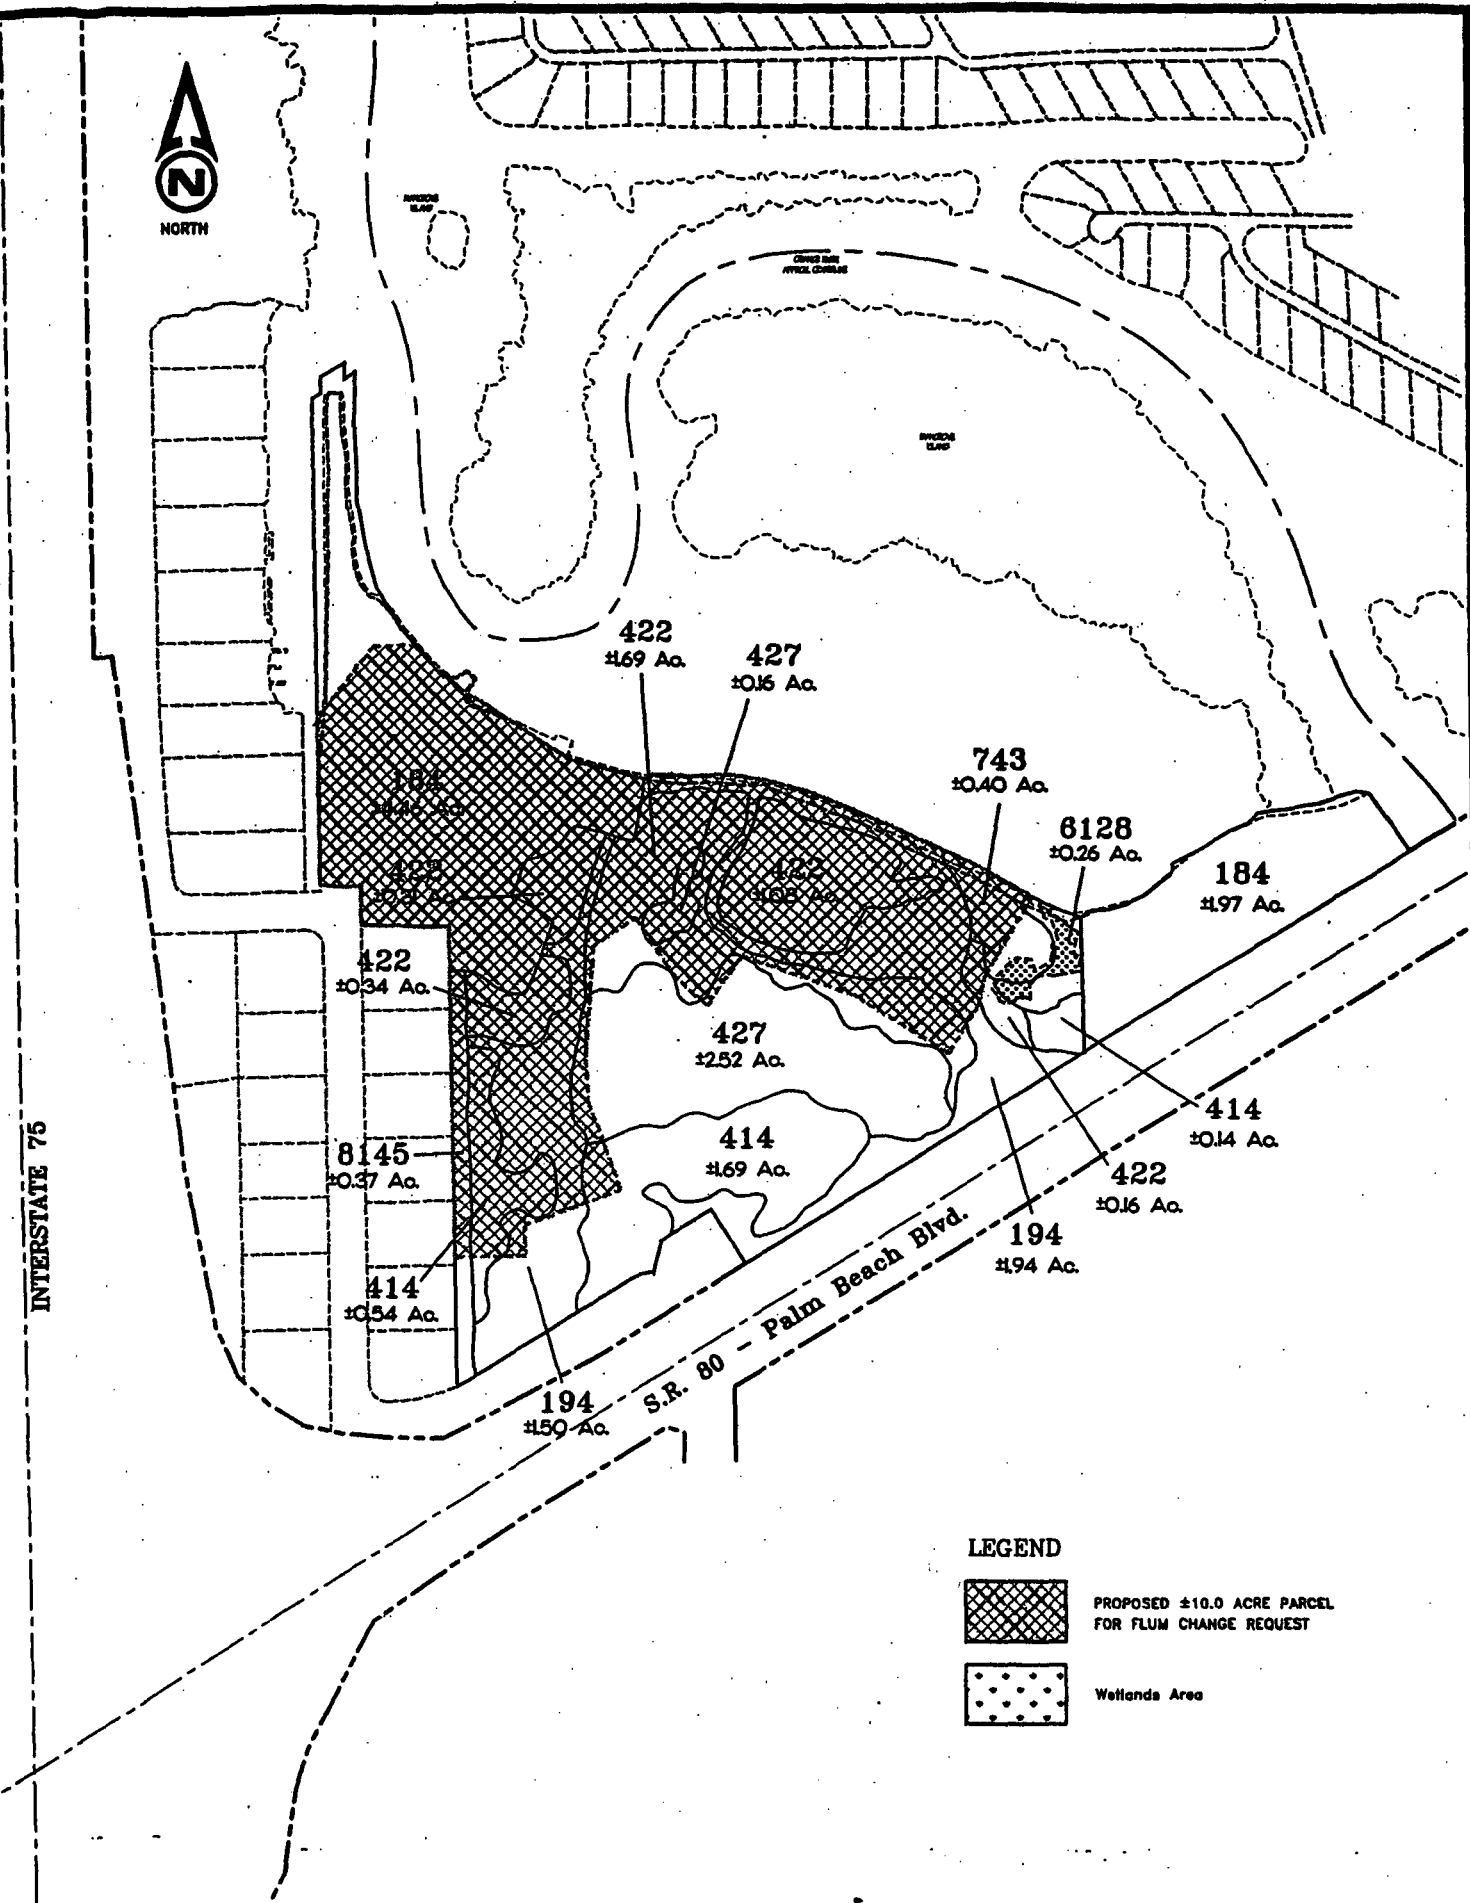 N
NORTH
422
±1.69 Ac.
427
±0.16 Ac.
743
±0.40 Ac.
6128
±0.26 Ac.
184
184
±1.97 Ac.
422
422
422
±0.34 Ac.
427
±2.52 Ac.
414
±0.14 Ac.
414
±1.69 Ac.
8145
±0.37 Ac.
422
±0.16 Ac.
194
±1.94 Ac.
414
±0.54 Ac.
194
±1.50 Ac.
INTERSTATE 75
S.R. 80 - Palm Beach Blvd.
LEGEND
PROPOSED ±10.0 ACRE PARCEL
FOR FLUM CHANGE REQUEST
Wetlands Area